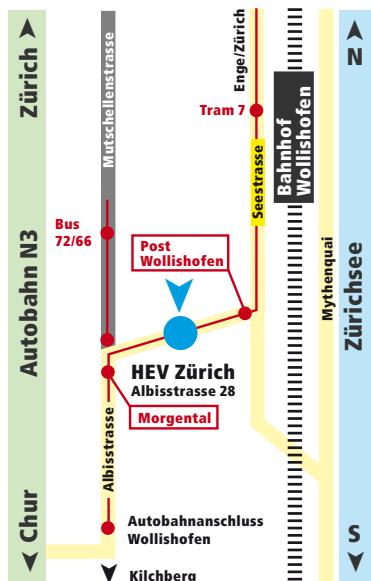 Zürich
Autobahn N3
Chur
Mutschellenstrasse
Enge/Zürich
Tram 7
Seestrasse
Bahnhof
Wollishofen
N
Zürichsee
S
Mythenquai
Bus
72/66
Post
Wollishofen
HEV Zürich
Albisstrasse 28
Morgental
Albisstrasse
Autobahnanschluss
Wollishofen
Kilchberg